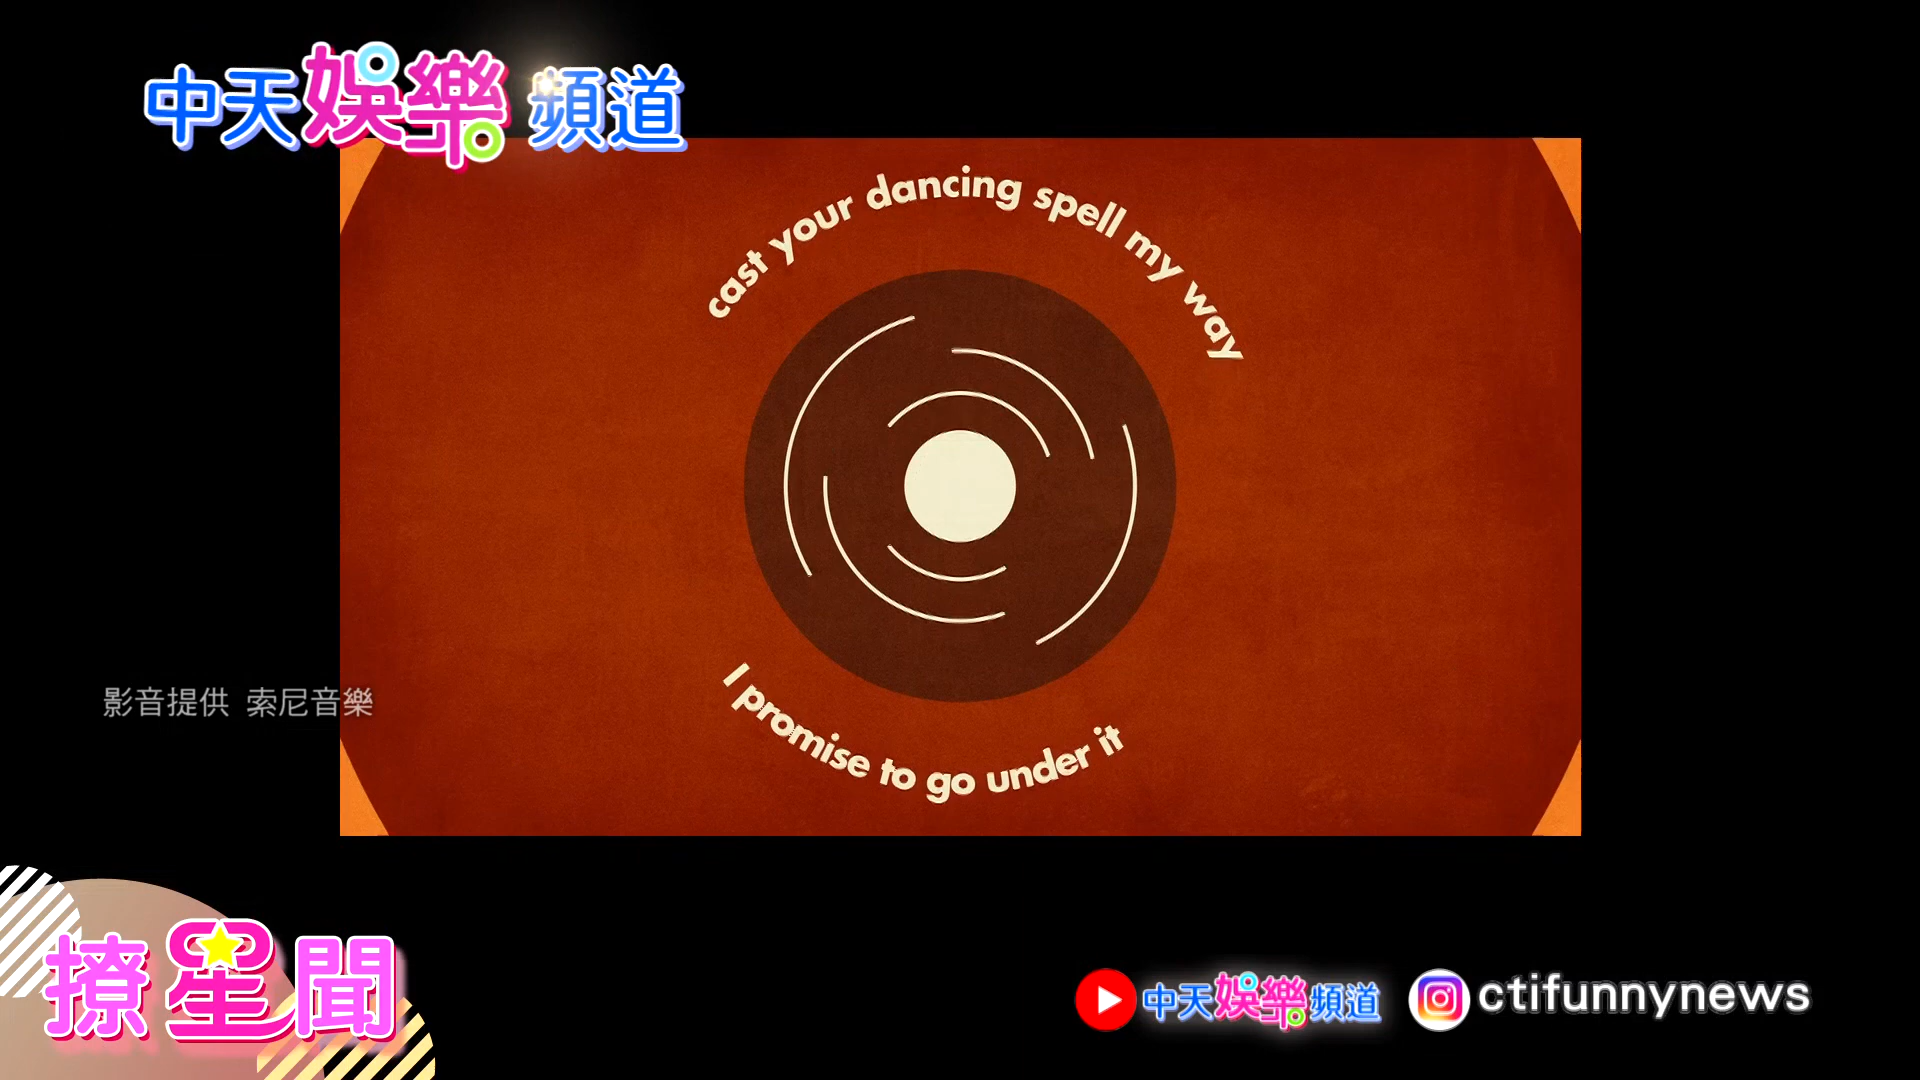 中天娛樂頻道
cast your dancing spell my way
I promise to go under it
影音提供 索尼音樂
撩星聞
中天娛樂頻道
ctifunnynews